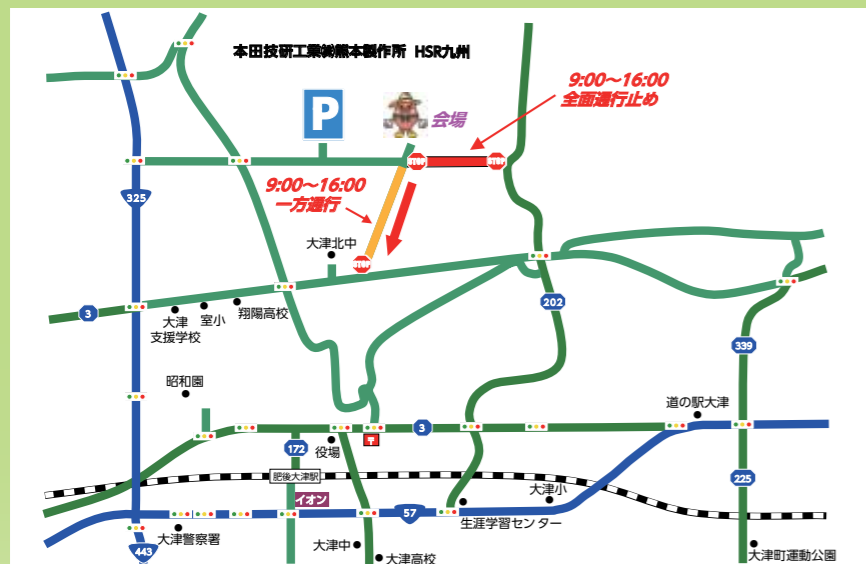 本田技研工業㈱熊本製作所 HSR九州
9:00～16:00
全面通行止め
P
会場
STOP
STOP
9:00～16:00
一方通行
325
大津北中
STOP
202
3
大津
支援学校
室小
翔陽高校
339
昭和園
道の駅大津
3
〒
172
役場
肥後大津駅
225
イオン
大津小
57
生涯学習センター
大津警察署
443
大津中
大津高校
大津町運動公園